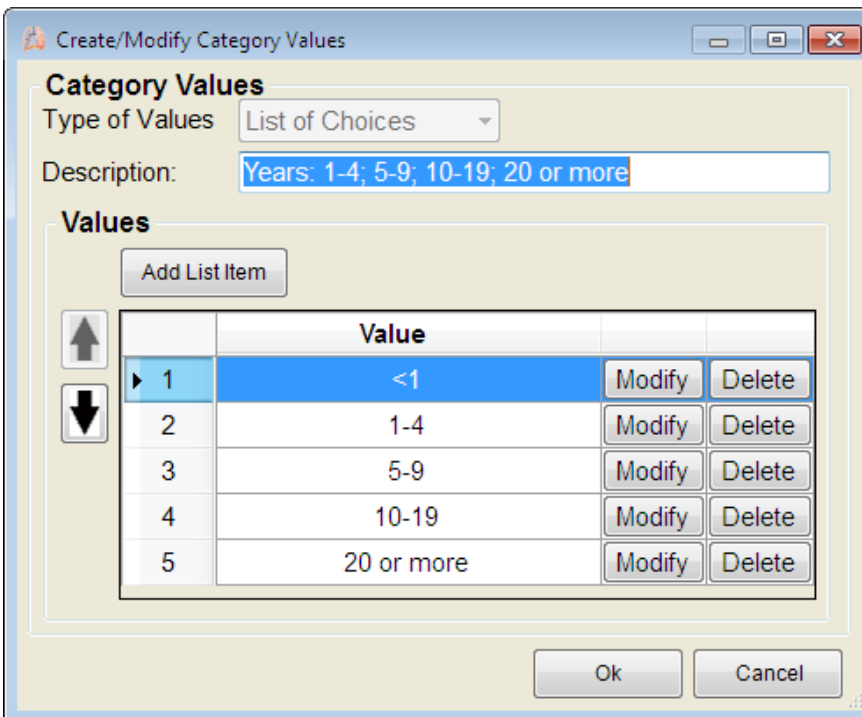 Create/Modify Category Values
Category Values
Type of Values List of Choices
Description: Years: 1-4; 5-9; 10-19; 20 or more
Values
Add List Item
Value
1 <1 Modify Delete
2 1-4 Modify Delete
3 5-9 Modify Delete
4 10-19 Modify Delete
5 20 or more Modify Delete
Ok Cancel